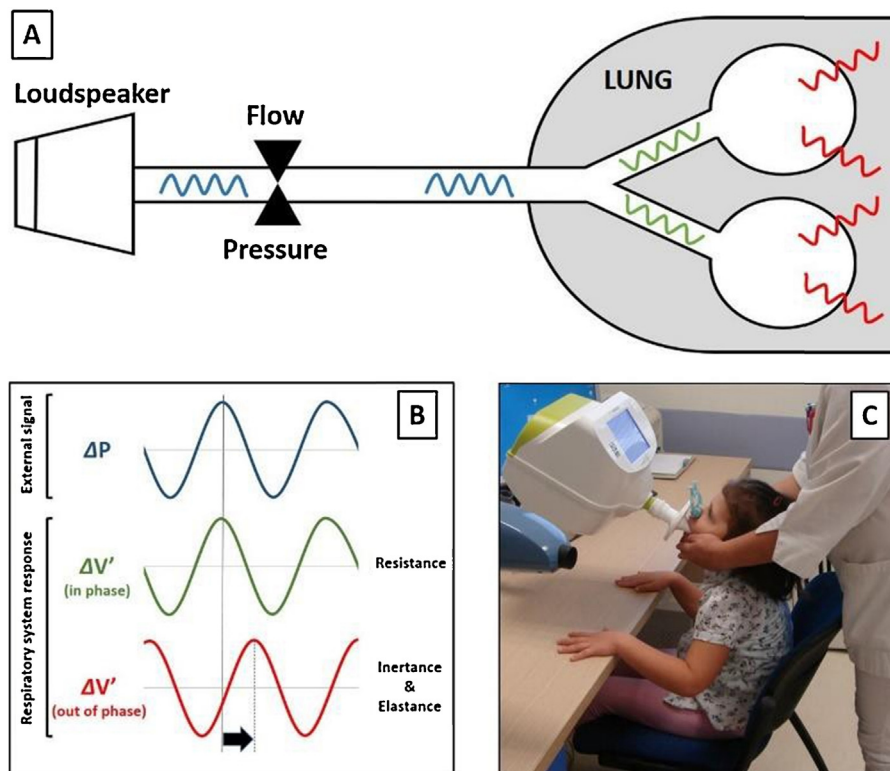 A
Loudspeaker
Flow
Pressure
LUNG
B
External signal
ΔP
Respiratory system response
ΔV'
(in phase)
Resistance
ΔV'
(out of phase)
Inertance
&
Elastance
C